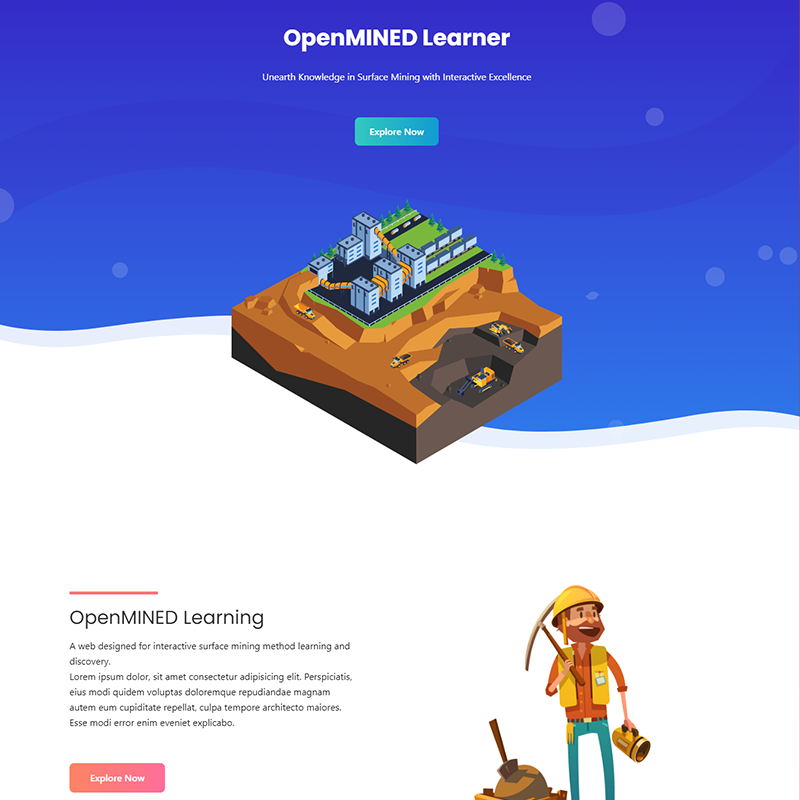 OpenMINED Learner
Unearth Knowledge in Surface Mining with Interactive Excellence
Explore Now
OpenMINED Learning
A web designed for interactive surface mining method learning and
discovery.
Lorem ipsum dolor, sit amet consectetur adipisicing elit. Perspiciatis,
eius modi quidem voluptas doloremque repudiandae magnam
autem eum cupiditate repellat, culpa tempore architecto maiores.
Esse modi error enim eveniet explicabo.
Explore Now